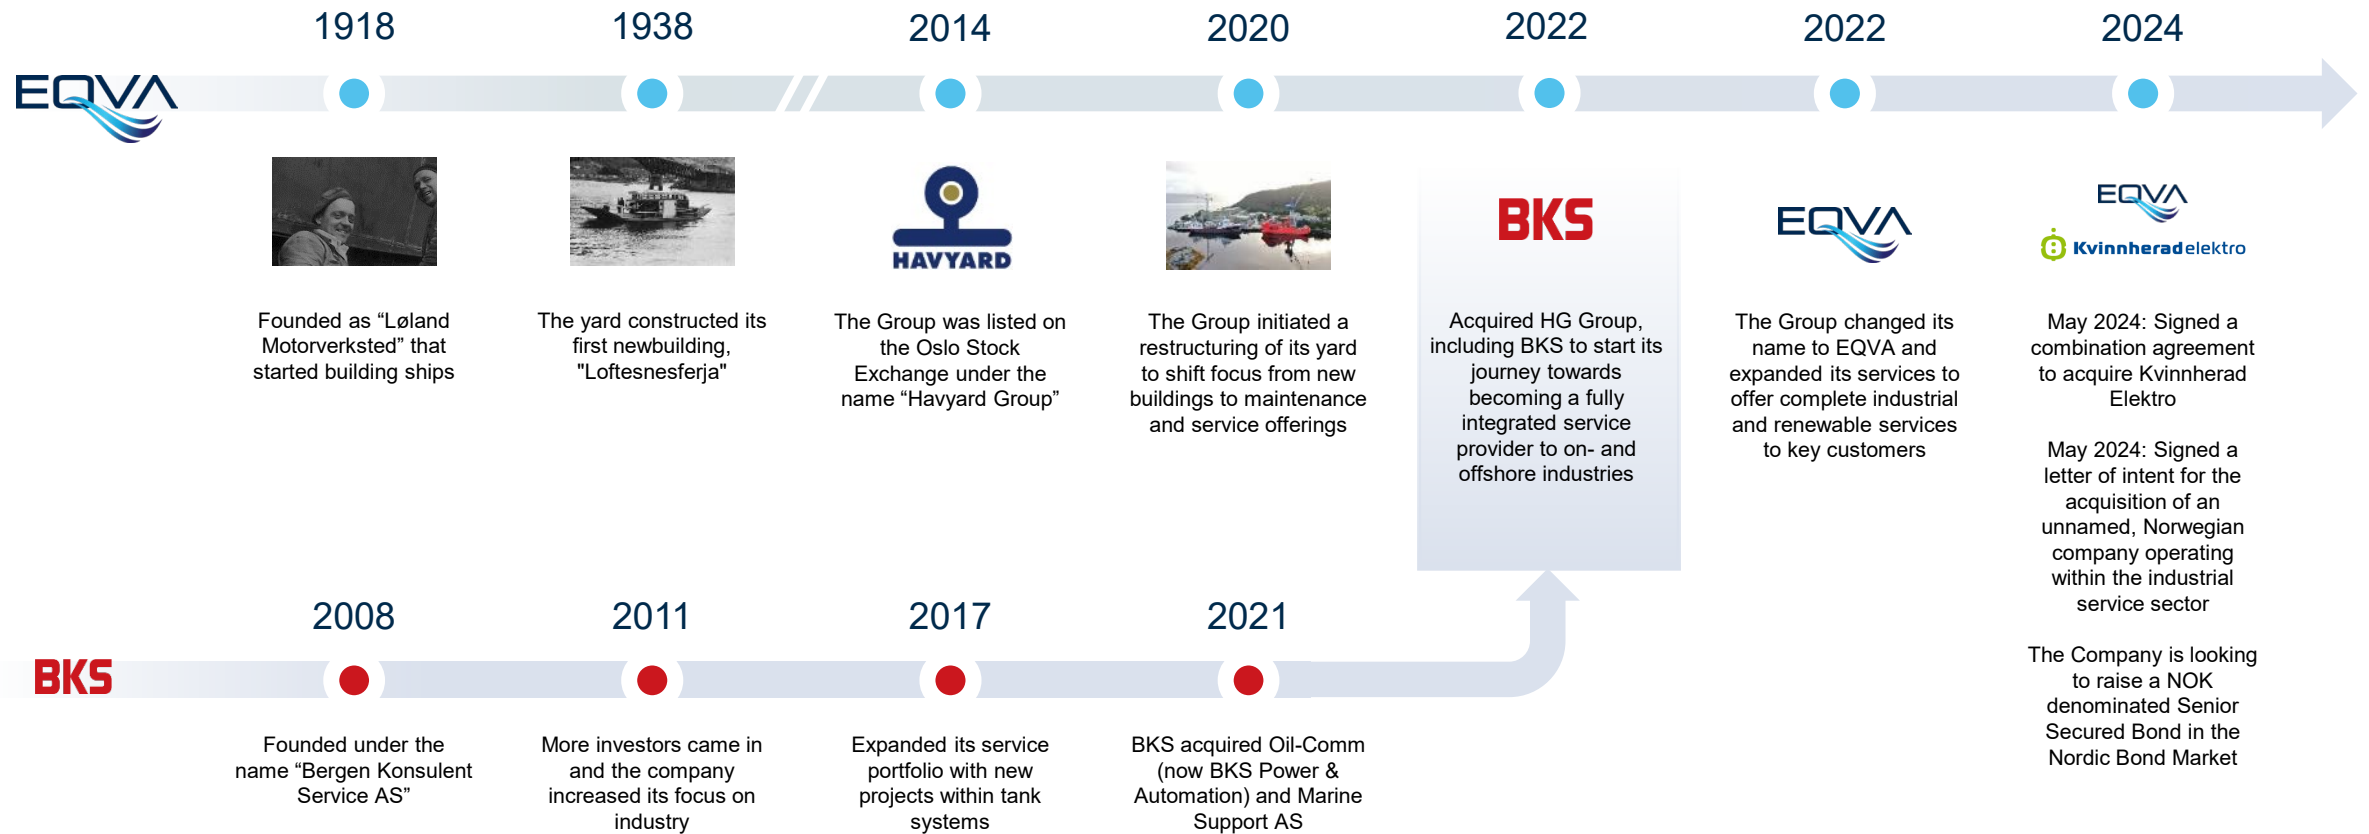 1918
1938
2014
2020
2022
2022
2024
EQVA
HAVYARD
BKS
EQVA
EQVA
Kvinnheradelektro
Founded as “Løland
Motorverksted” that
started building ships
The yard constructed its
first newbuilding,
"Loftesnesferja"
The Group was listed on
the Oslo Stock
Exchange under the
name “Havyard Group”
The Group initiated a
restructuring of its yard
to shift focus from new
buildings to maintenance
and service offerings
Acquired HG Group,
including BKS to start its
journey towards
becoming a fully
integrated service
provider to on- and
offshore industries
The Group changed its
name to EQVA and
expanded its services to
offer complete industrial
and renewable services
to key customers
May 2024: Signed a
combination agreement
to acquire Kvinnherad
Elektro
May 2024: Signed a
letter of intent for the
acquisition of an
unnamed, Norwegian
company operating
within the industrial
service sector
The Company is looking
to raise a NOK
denominated Senior
Secured Bond in the
Nordic Bond Market
2008
2011
2017
2021
BKS
Founded under the
name “Bergen Konsulent
Service AS”
More investors came in
and the company
increased its focus on
industry
Expanded its service
portfolio with new
projects within tank
systems
BKS acquired Oil-Comm
(now BKS Power &
Automation) and Marine
Support AS